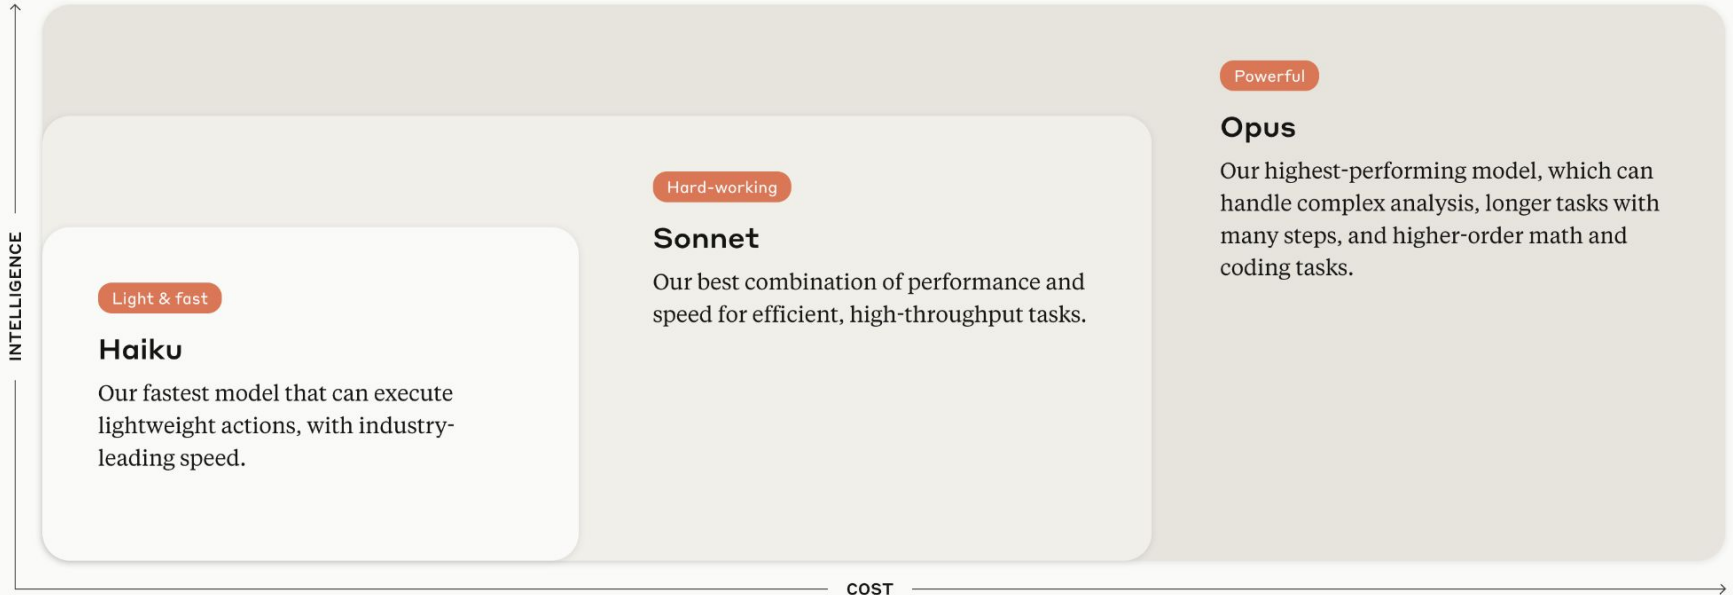 INTELLIGENCE
Light & fast
Haiku
Our fastest model that can execute
lightweight actions, with industry-
leading speed.
Hard-working
Sonnet
Our best combination of performance and
speed for efficient, high-throughput tasks.
Powerful
Opus
Our highest-performing model, which can
handle complex analysis, longer tasks with
many steps, and higher-order math and
coding tasks.
COST